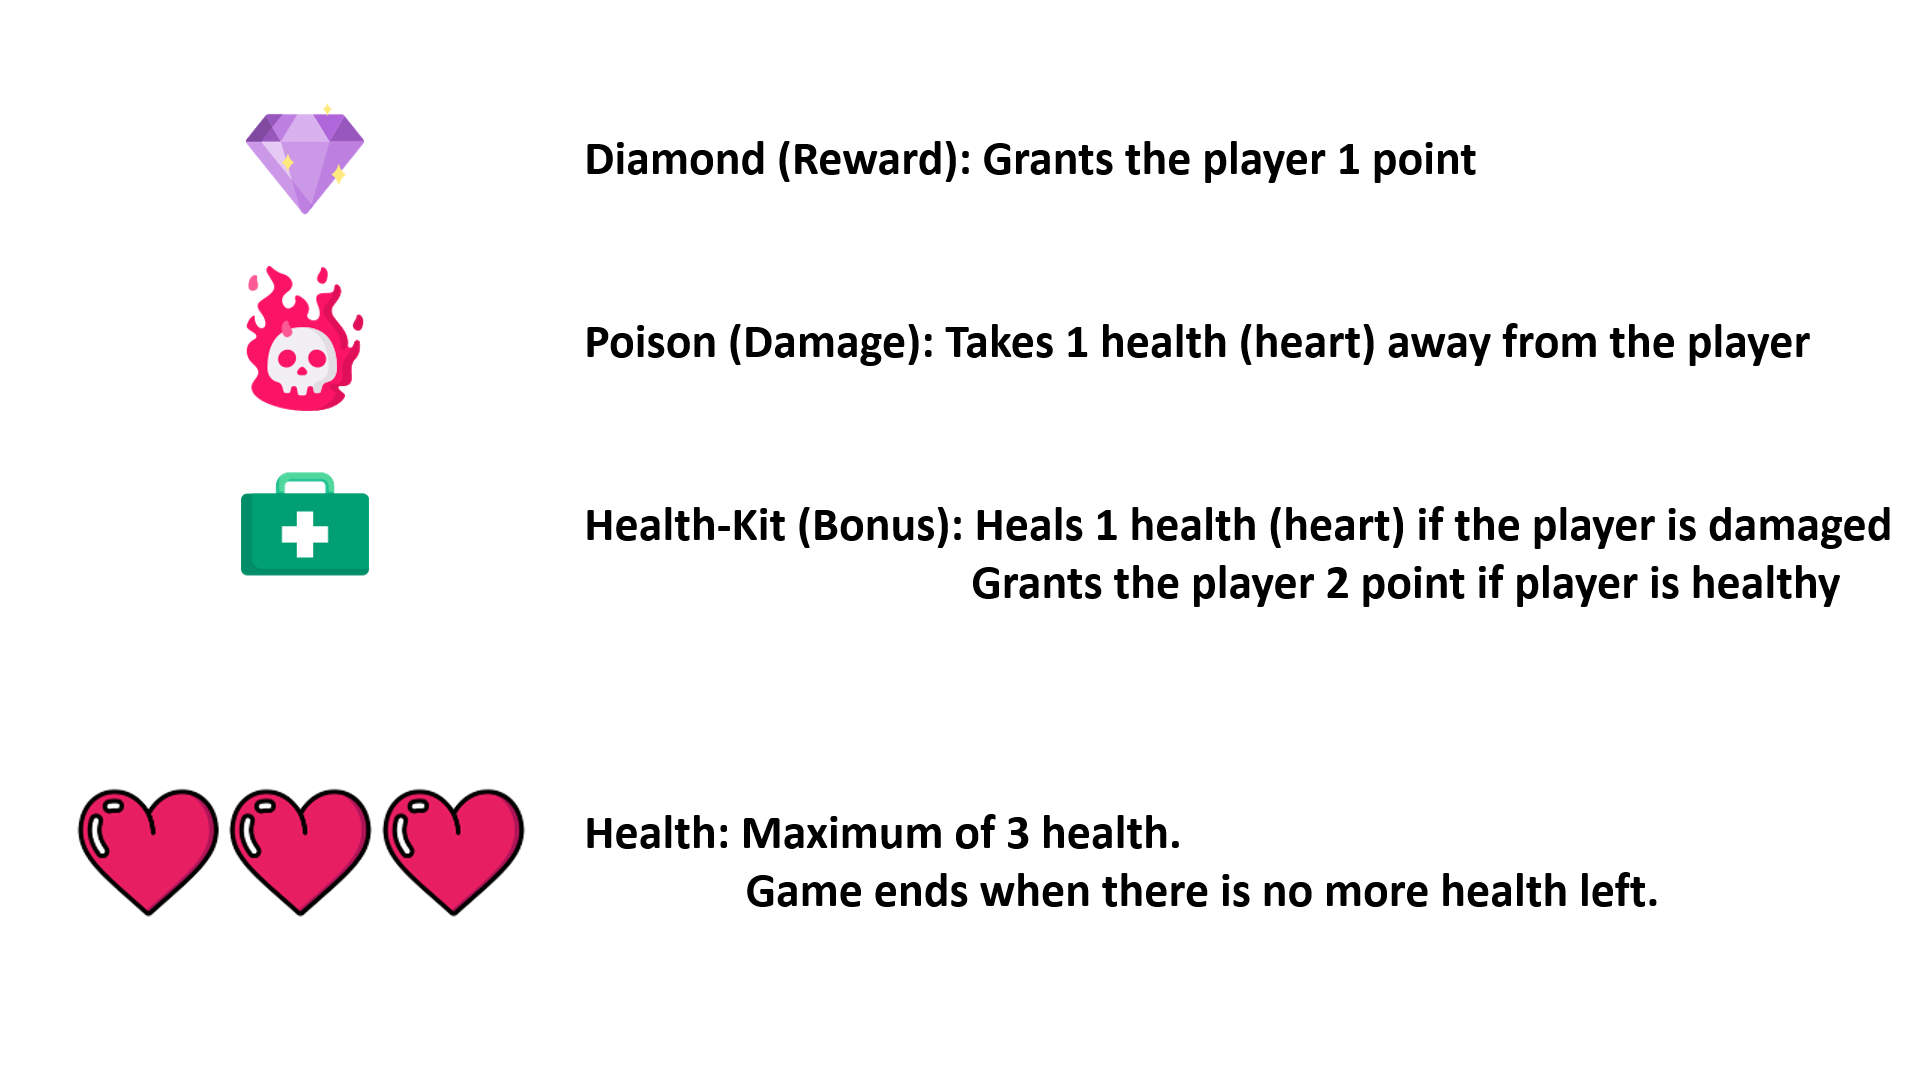 Diamond (Reward): Grants the player 1 point
Poison (Damage): Takes 1 health (heart) away from the player
Health-Kit (Bonus): Heals 1 health (heart) if the player is damaged
Grants the player 2 point if player is healthy
Health: Maximum of 3 health.
Game ends when there is no more health left.